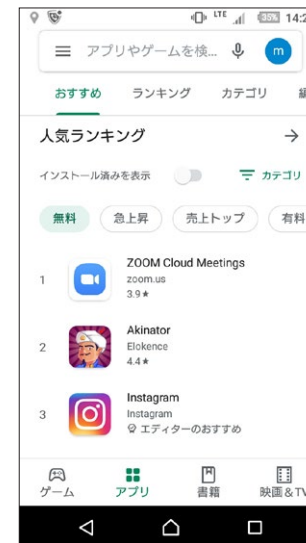 LTE 35% 14:2
アプリやゲームを検... m
おすすめ ランキング カテゴリ
人気ランキング →
インストール済みを表示 カテゴリ
無料 急上昇 売上トップ 有料
1 ZOOM Cloud Meetings
zoom.us
3.9★
2 Akinator
Elokence
4.4★
3 Instagram
Instagram
エディターのおすすめ
ゲーム アプリ 書籍 映画&TV